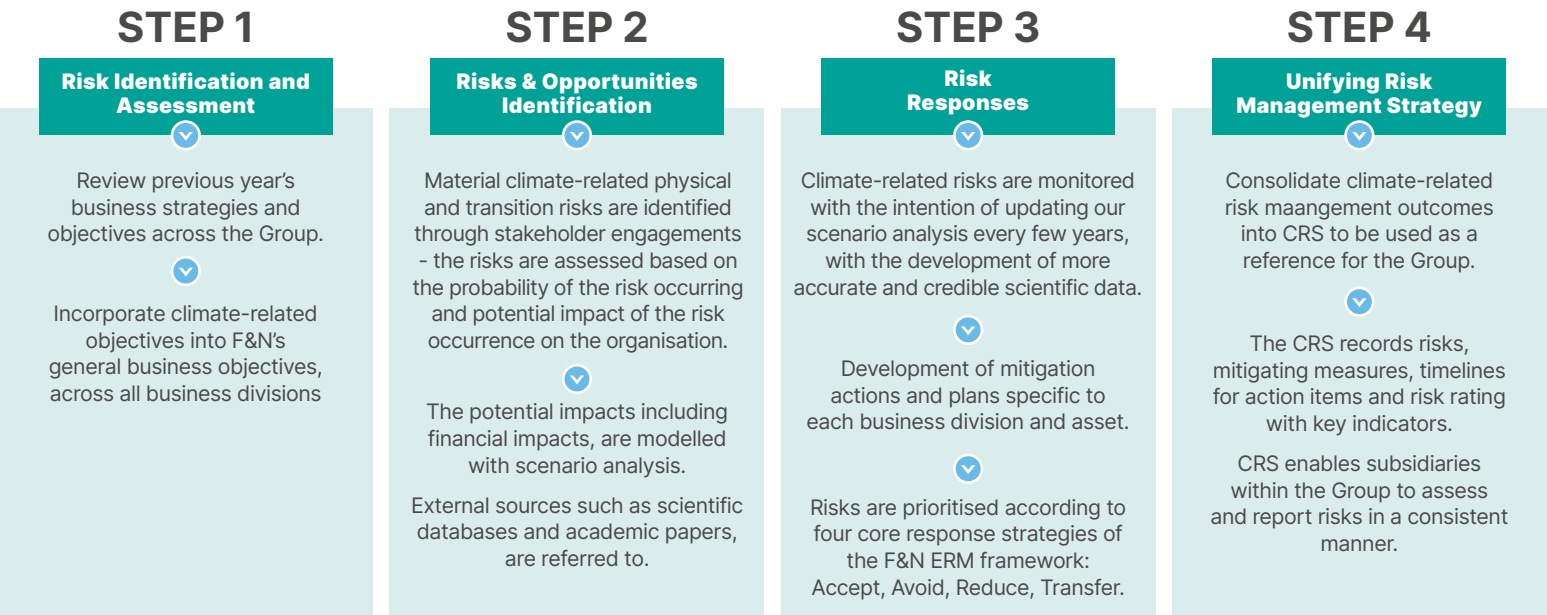 STEP 1
Risk Identification and
Assessment
Review previous year's
business strategies and
objectives across the Group.
Incorporate climate-related
objectives into F&N's
general business objectives,
across all business divisions
STEP 2
Risks & Opportunities
Identification
Material climate-related physical
and transition risks are identified
through stakeholder engagements
- the risks are assessed based on
the probability of the risk occurring
and potential impact of the risk
occurrence on the organisation.
The potential impacts including
financial impacts, are modelled
with scenario analysis.
External sources such as scientific
databases and academic papers,
are referred to.
STEP 3
Risk
Responses
Climate-related risks are monitored
with the intention of updating our
scenario analysis every few years,
with the development of more
accurate and credible scientific data.
Development of mitigation
actions and plans specific to
each business division and asset.
Risks are prioritised according to
four core response strategies of
the F&N ERM framework:
Accept, Avoid, Reduce, Transfer.
STEP 4
Unifying Risk
Management Strategy
Consolidate climate-related
risk maangement outcomes
into CRS to be used as a
reference for the Group.
The CRS records risks,
mitigating measures, timelines
for action items and risk rating
with key indicators.
CRS enables subsidiaries
within the Group to assess
and report risks in a consistent
manner.